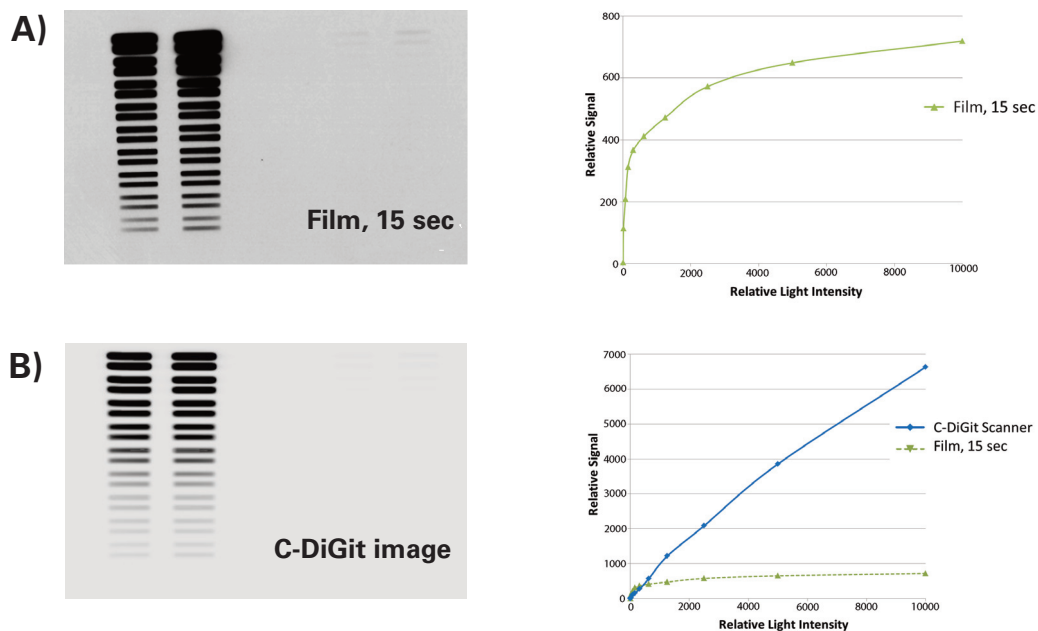 A)
Film, 15 sec
Relative Signal
800
600
400
200
0
0
2000
4000
6000
8000
10000
Relative Light Intensity
Film, 15 sec
B)
C-DiGit image
Relative Signal
7000
6000
5000
4000
3000
2000
1000
0
0
2000
4000
6000
8000
10000
Relative Light Intensity
C-DiGit Scanner
Film, 15 sec